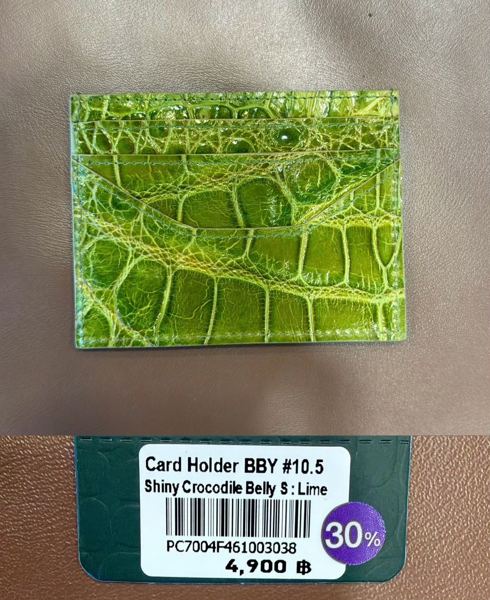 Card Holder BBY #10.5
Shiny Crocodile Belly S : Lime
PC7004F461003038
4,900 ฿
30%